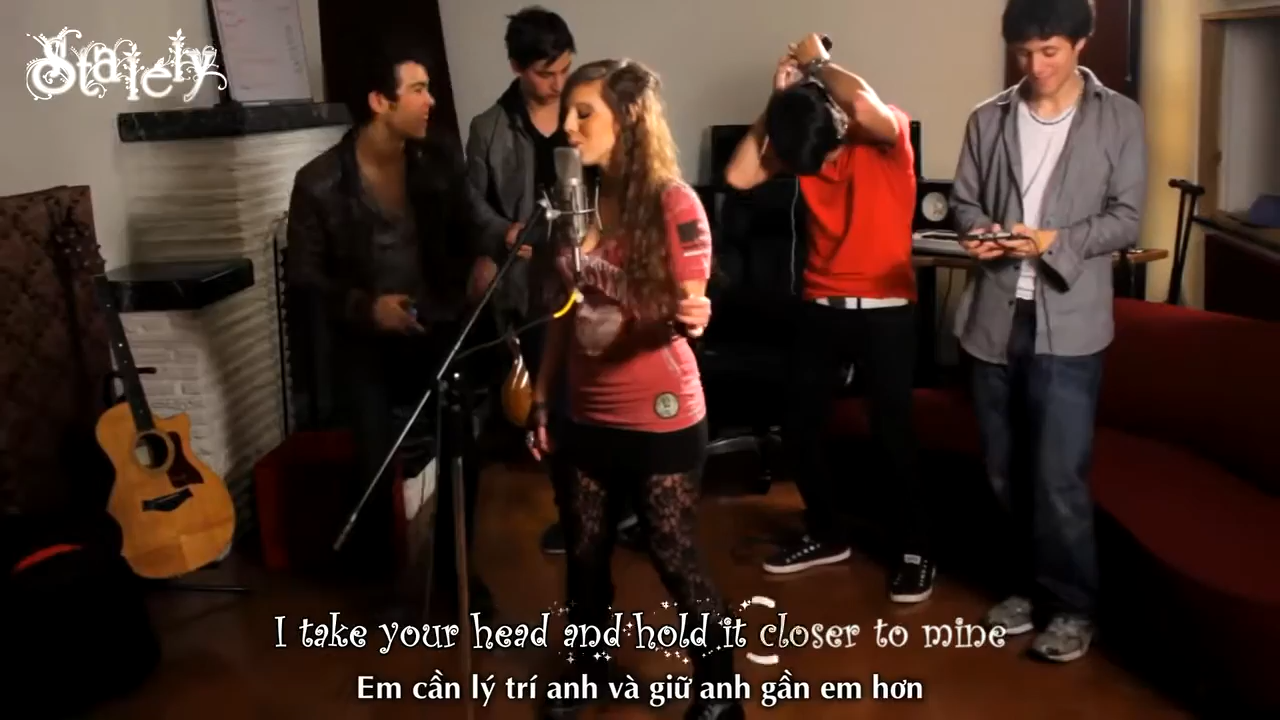 Stalely
I take your head and hold it closer to mine
Em cần lý trí anh và giữ anh gần em hơn